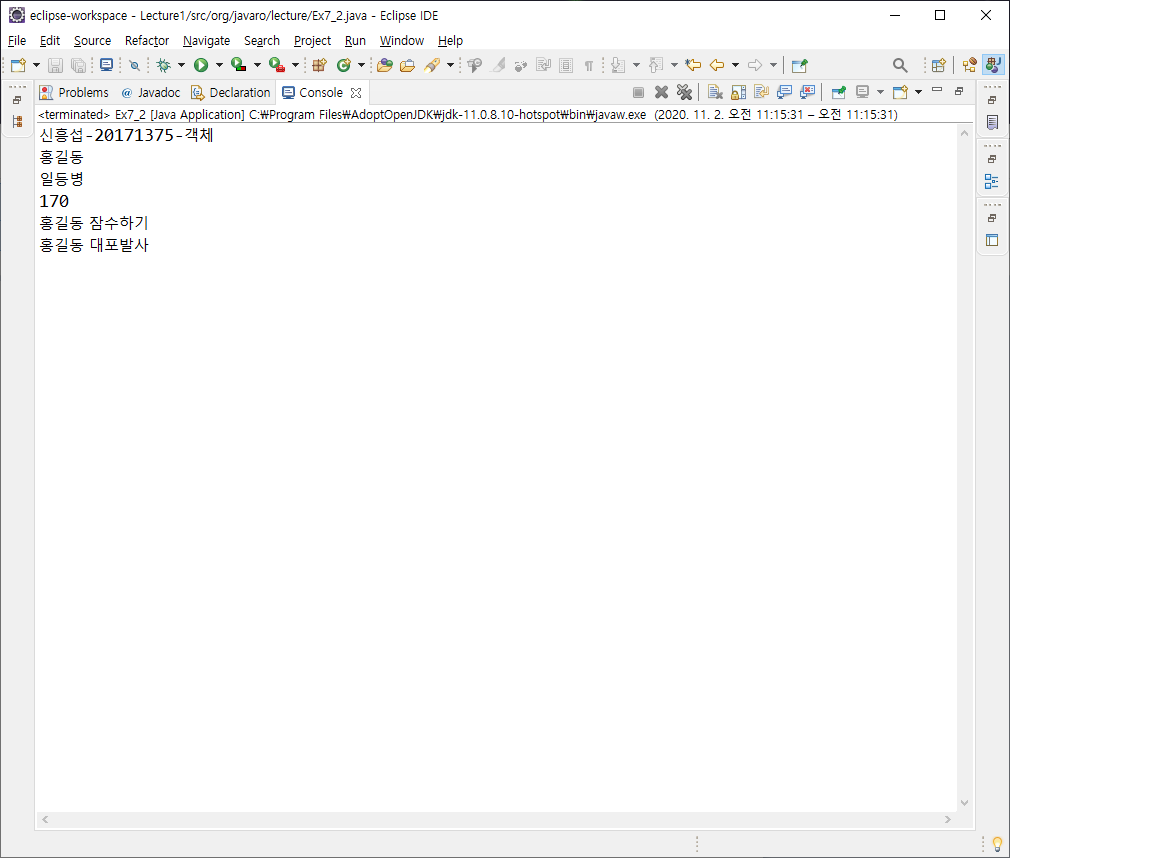 eclipse-workspace - Lecture1/src/org/javaro/lecture/Ex7_2.java - Eclipse IDE
File Edit Source Refactor Navigate Search Project Run Window Help
Problems @ Javadoc Declaration Console
<terminated> Ex7_2 [Java Application] C:₩Program Files₩AdoptOpenJDK₩jdk-11.0.8.10-hotspot₩bin₩javaw.exe (2020. 11. 2. 오전 11:15:31 – 오전 11:15:31)
신흥섭-20171375-객체
홍길동
일등병
170
홍길동 잠수하기
홍길동 대포발사